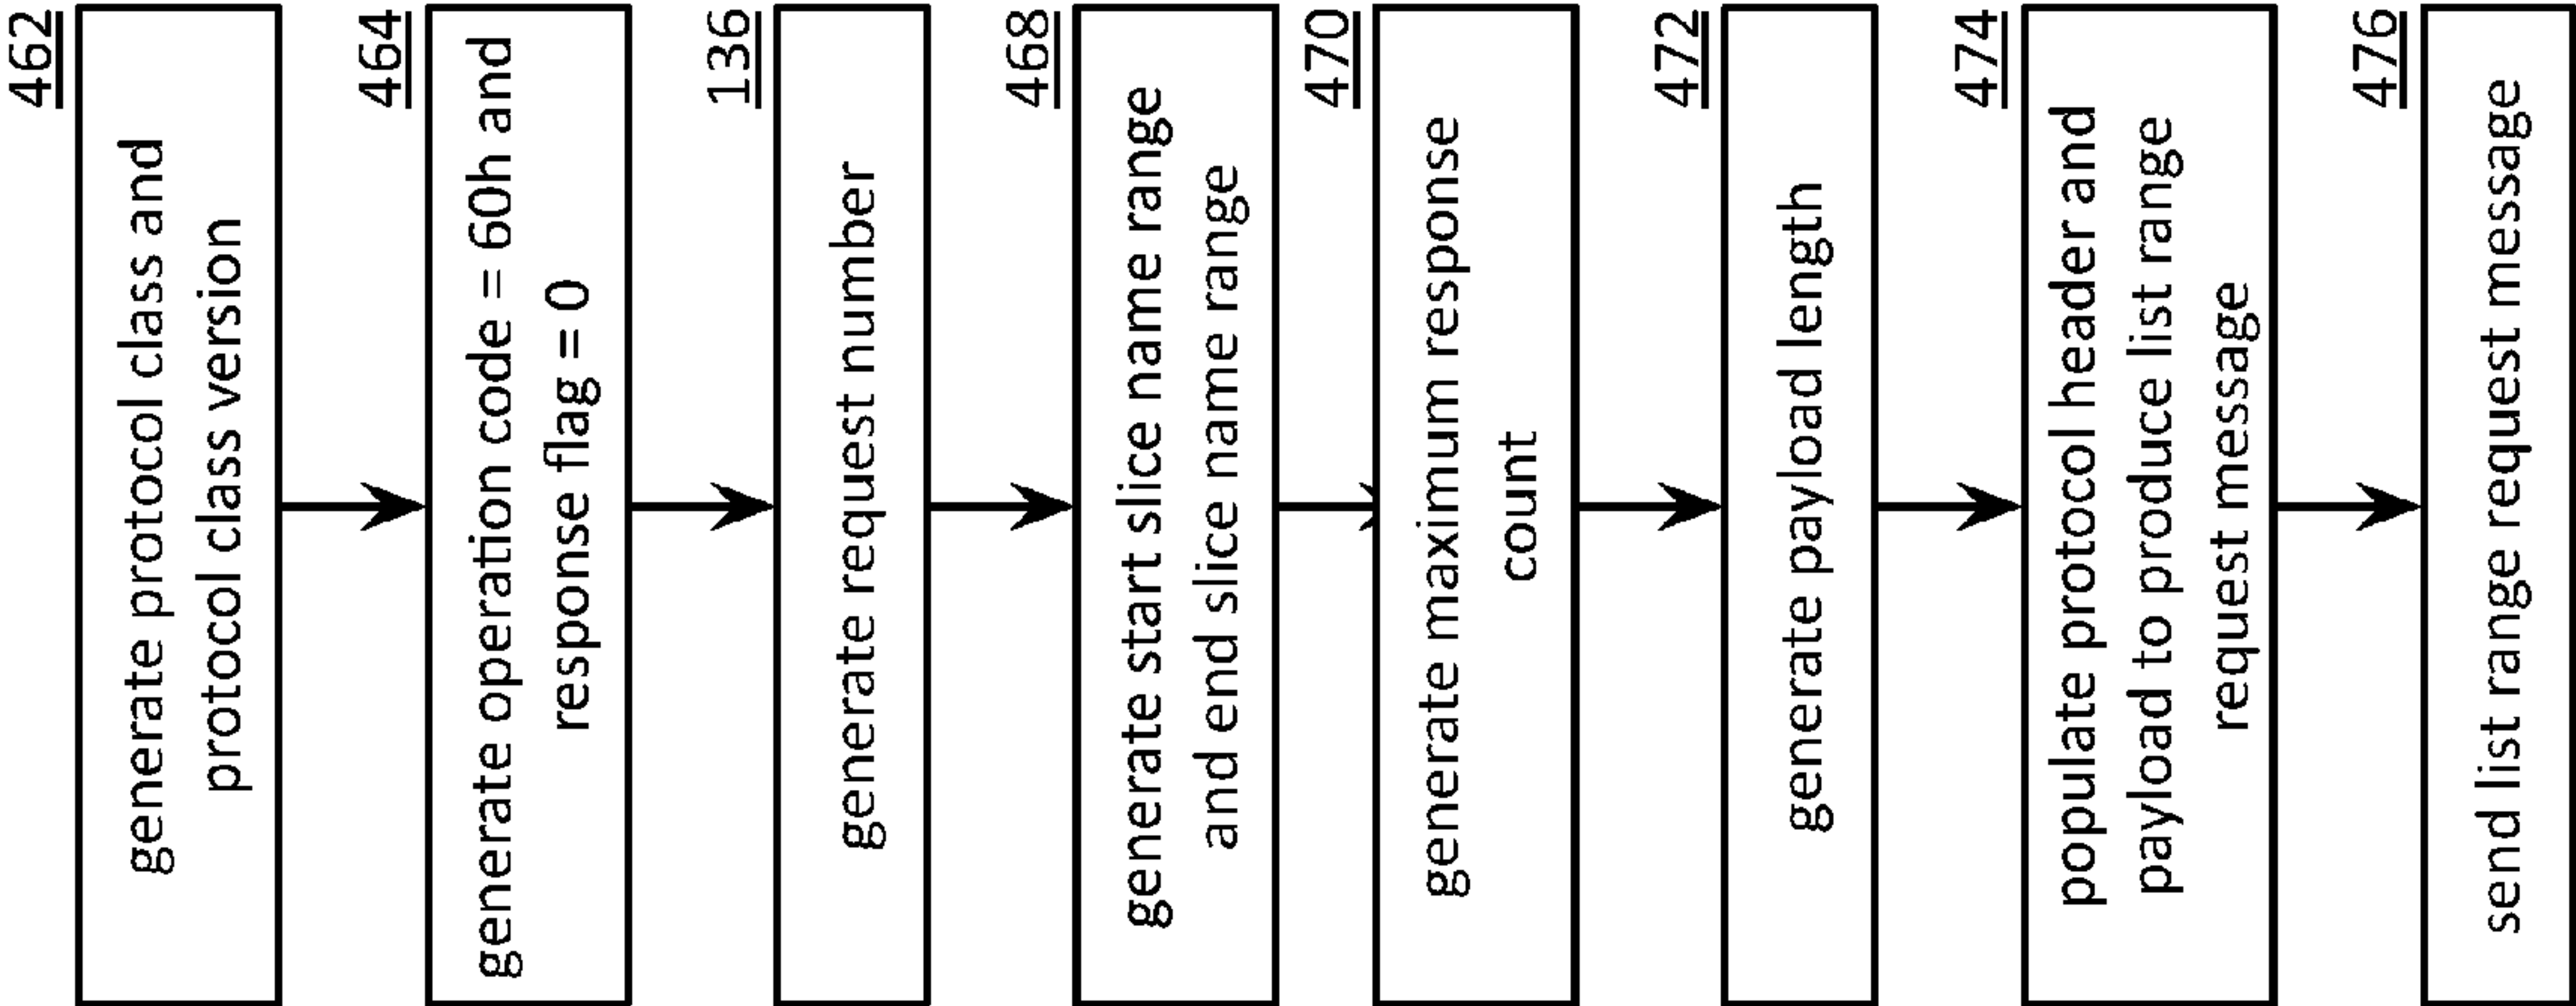 462
generate protocol class and
protocol class version
464
generate operation code = 60h and
response flag = 0
136
generate request number
468
generate start slice name range
and end slice name range
470
generate maximum response
count
472
generate payload length
474
populate protocol header and
payload to produce list range
request message
476
send list range request message